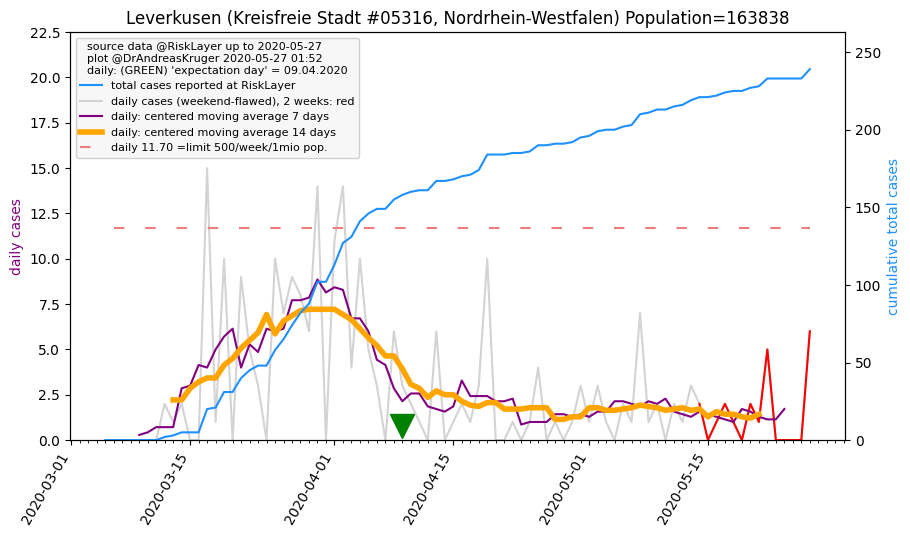 Leverkusen (Kreisfreie Stadt #05316, Nordrhein-Westfalen) Population=163838
source data @RiskLayer up to 2020-05-27
plot @DrAndreasKruger 2020-05-27 01:52
daily: (GREEN) 'expectation day' = 09.04.2020
total cases reported at RiskLayer
daily cases (weekend-flawed), 2 weeks: red
daily: centered moving average 7 days
daily: centered moving average 14 days
daily 11.70 =limit 500/week/1mio pop.
daily cases
22.5
20.0
17.5
15.0
12.5
10.0
7.5
5.0
2.5
0.0
250
200
150
100
50
0
cumulative total cases
2020-03-01
2020-03-15
2020-04-01
2020-04-15
2020-05-01
2020-05-15